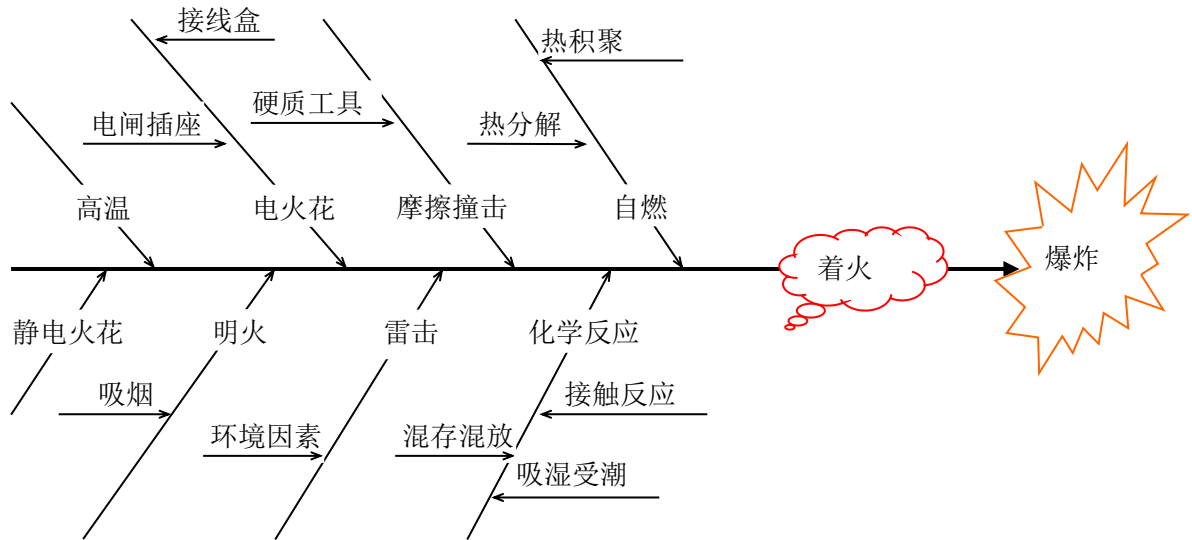 接线盒
热积聚
硬质工具
电闸插座
热分解
高温
电火花
摩擦撞击
自燃
着火
爆炸
静电火花
明火
雷击
化学反应
吸烟
接触反应
环境因素
混存混放
吸湿受潮